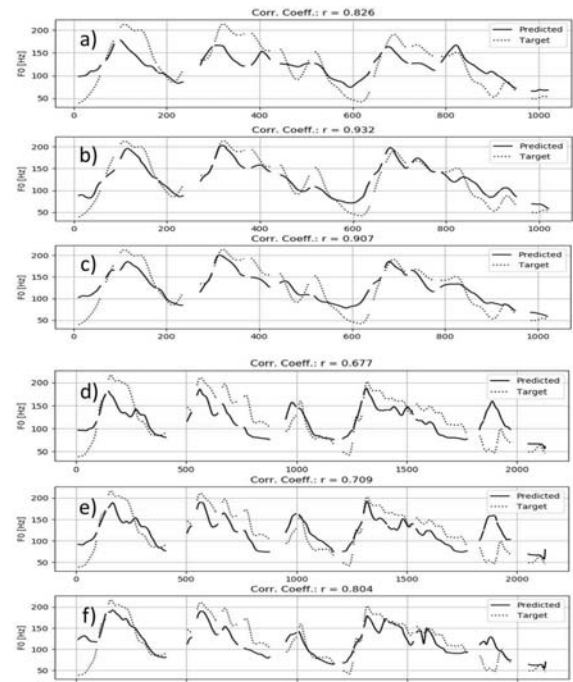 Corr. Coeff.: r = 0.826
a)
F0 [Hz]
200
150
100
50
Predicted
Target
0 200 400 600 800 1000
Corr. Coeff.: r = 0.932
b)
F0 [Hz]
200
150
100
50
Predicted
Target
0 200 400 600 800 1000
Corr. Coeff.: r = 0.907
c)
F0 [Hz]
200
150
100
50
Predicted
Target
0 200 400 600 800 1000
Corr. Coeff.: r = 0.677
d)
F0 [Hz]
200
150
100
50
Predicted
Target
0 500 1000 1500 2000
Corr. Coeff.: r = 0.709
e)
F0 [Hz]
200
150
100
50
Predicted
Target
0 500 1000 1500 2000
Corr. Coeff.: r = 0.804
f)
F0 [Hz]
200
150
100
50
Predicted
Target